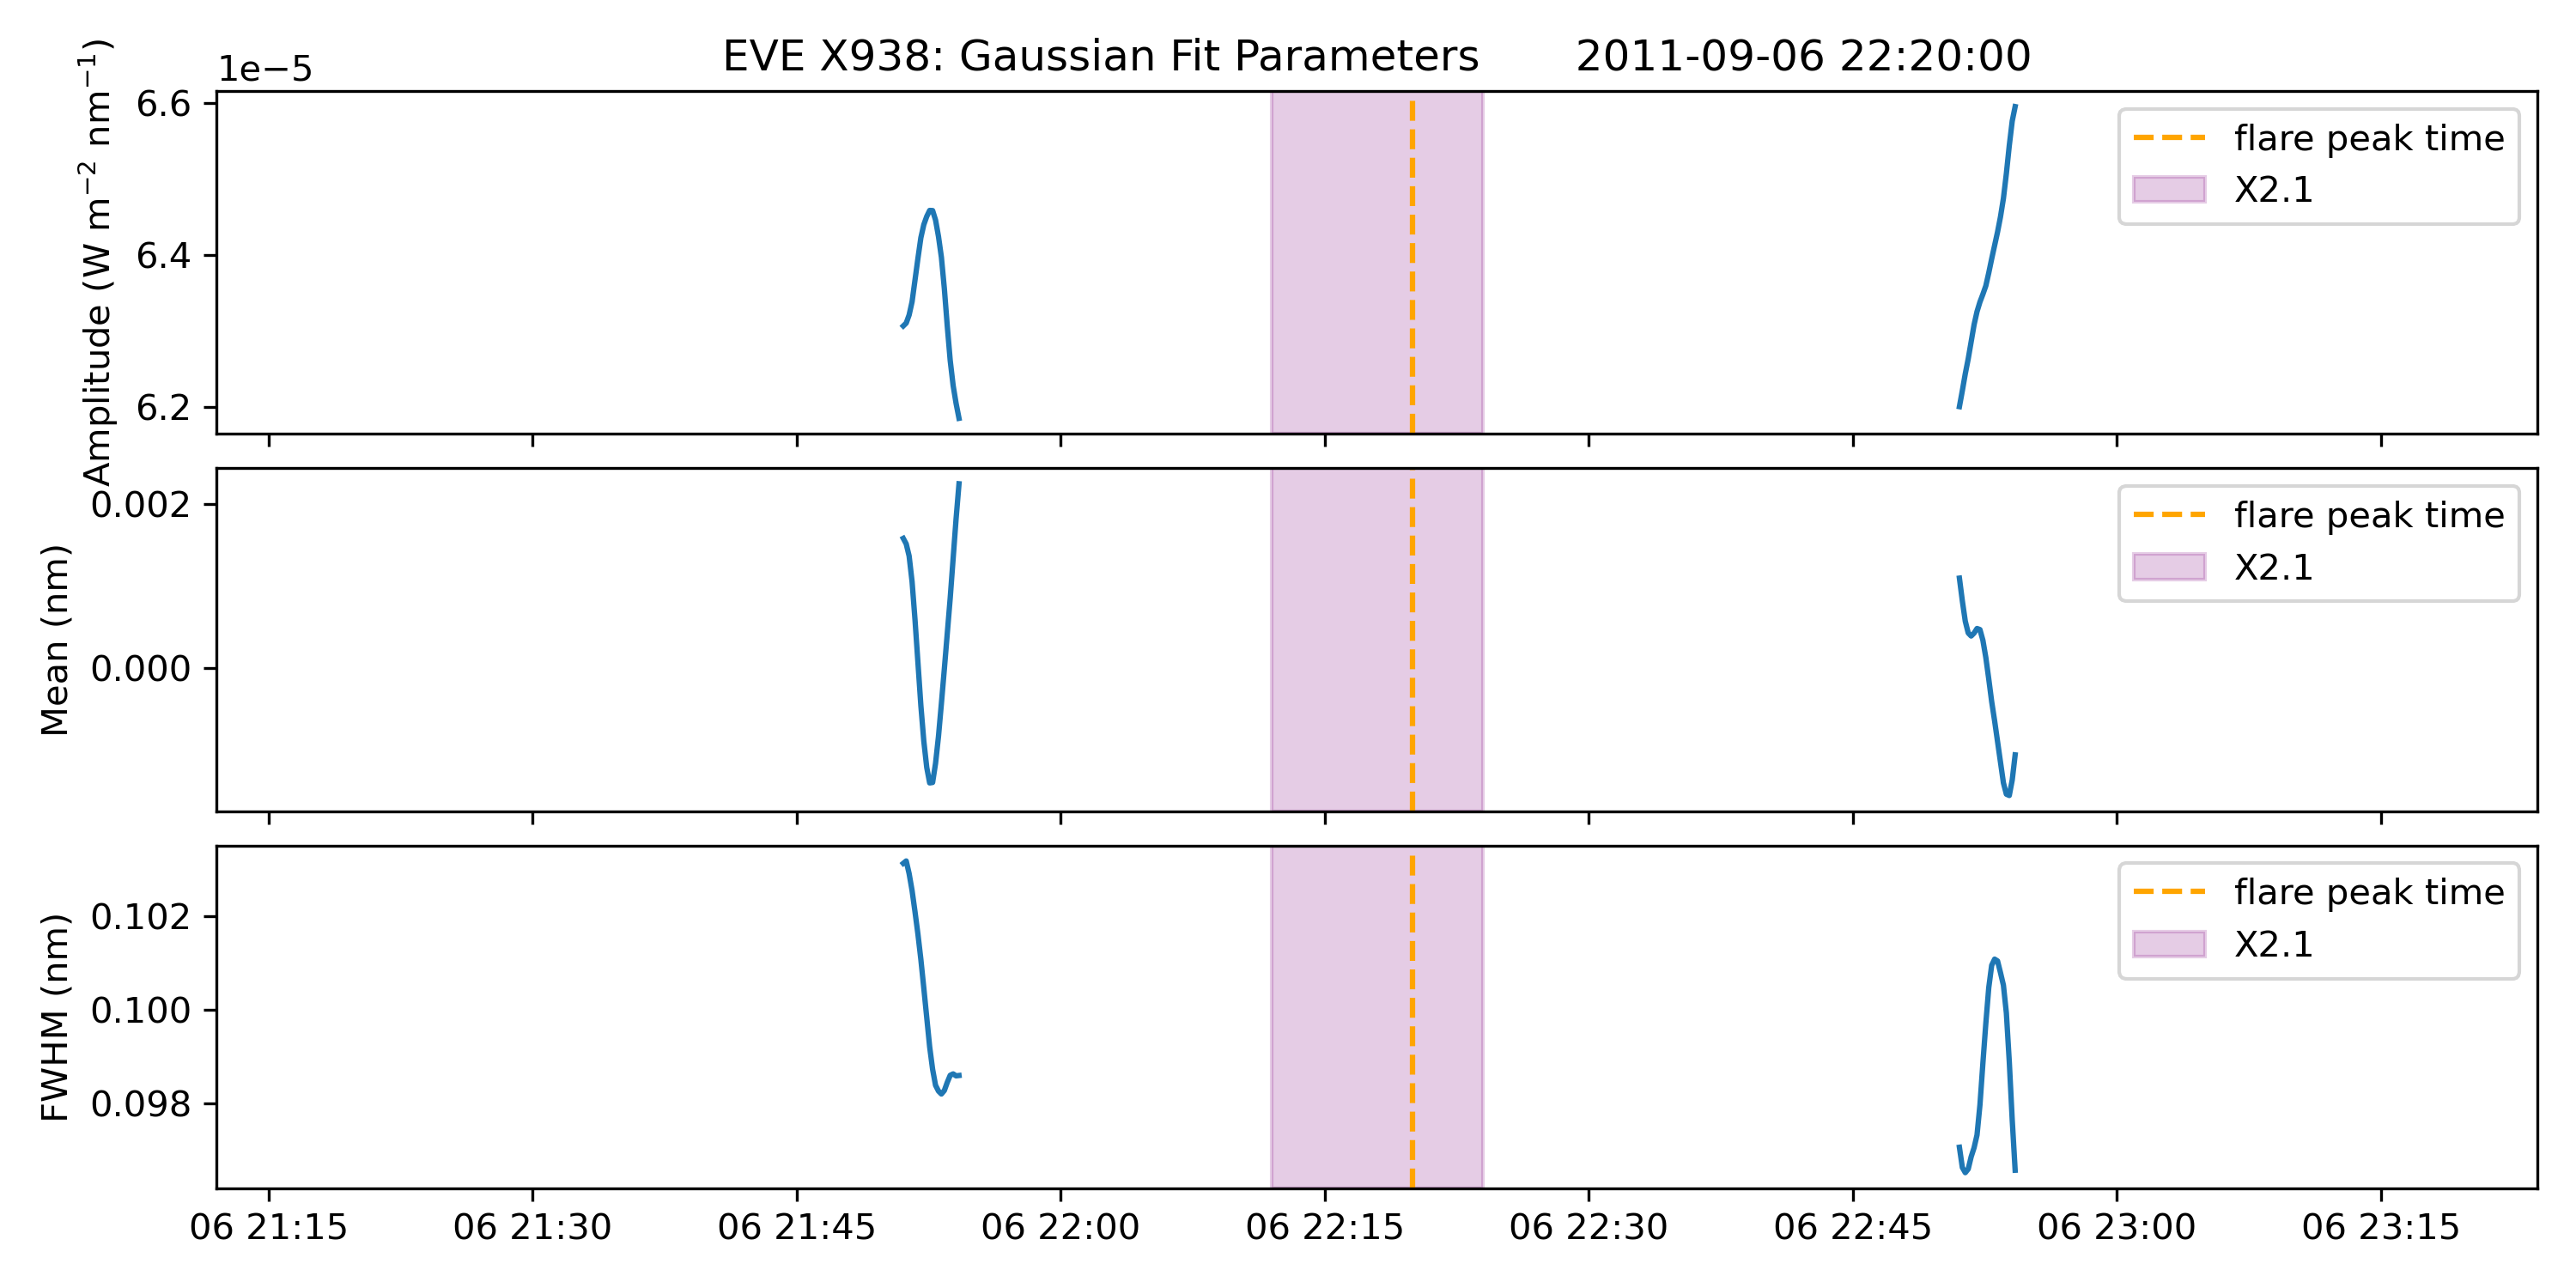 EVE X938: Gaussian Fit Parameters 2011-09-06 22:20:00
1e−5
Amplitude (W m⁻² nm⁻¹)
6.6
6.4
6.2
flare peak time
X2.1
Mean (nm)
0.002
0.000
flare peak time
X2.1
FWHM (nm)
0.102
0.100
0.098
flare peak time
X2.1
06 21:15 06 21:30 06 21:45 06 22:00 06 22:15 06 22:30 06 22:45 06 23:00 06 23:15